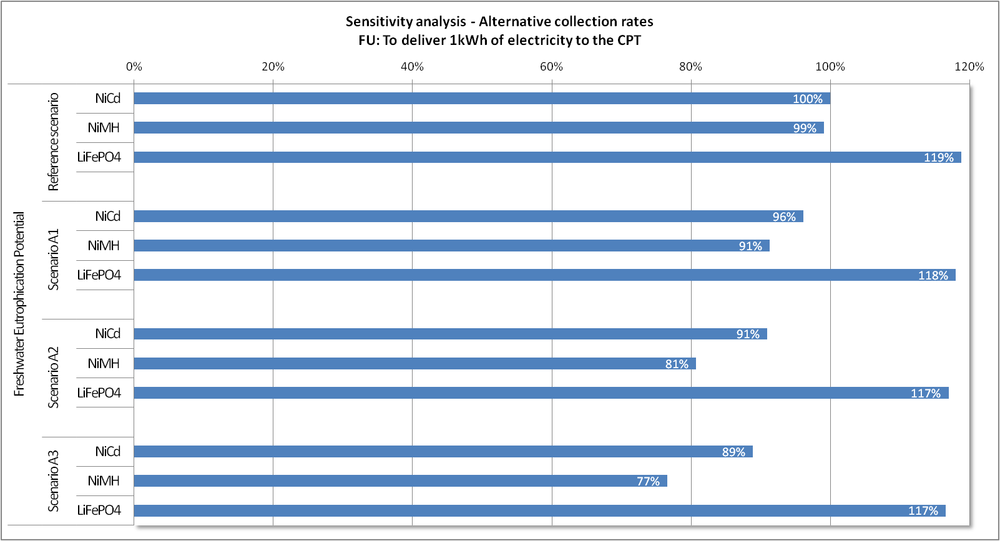 Sensitivity analysis - Alternative collection rates
FU: To deliver 1kWh of electricity to the CPT
0% 20% 40% 60% 80% 100% 120%
Freshwater Eutrophication Potential
Reference scenario
NiCd 100%
NiMH 99%
LiFePO4 119%
Scenario A1
NiCd 96%
NiMH 91%
LiFePO4 118%
Scenario A2
NiCd 91%
NiMH 81%
LiFePO4 117%
Scenario A3
NiCd 89%
NiMH 77%
LiFePO4 117%